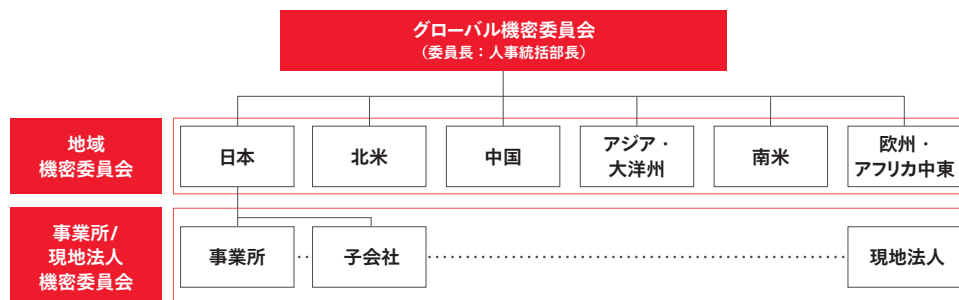 グローバル機密委員会
（委員長：人事統括部長）
地域
機密委員会
日本
北米
中国
アジア・
大洋州
南米
欧州・
アフリカ中東
事業所/
現地法人
機密委員会
事業所
子会社
現地法人